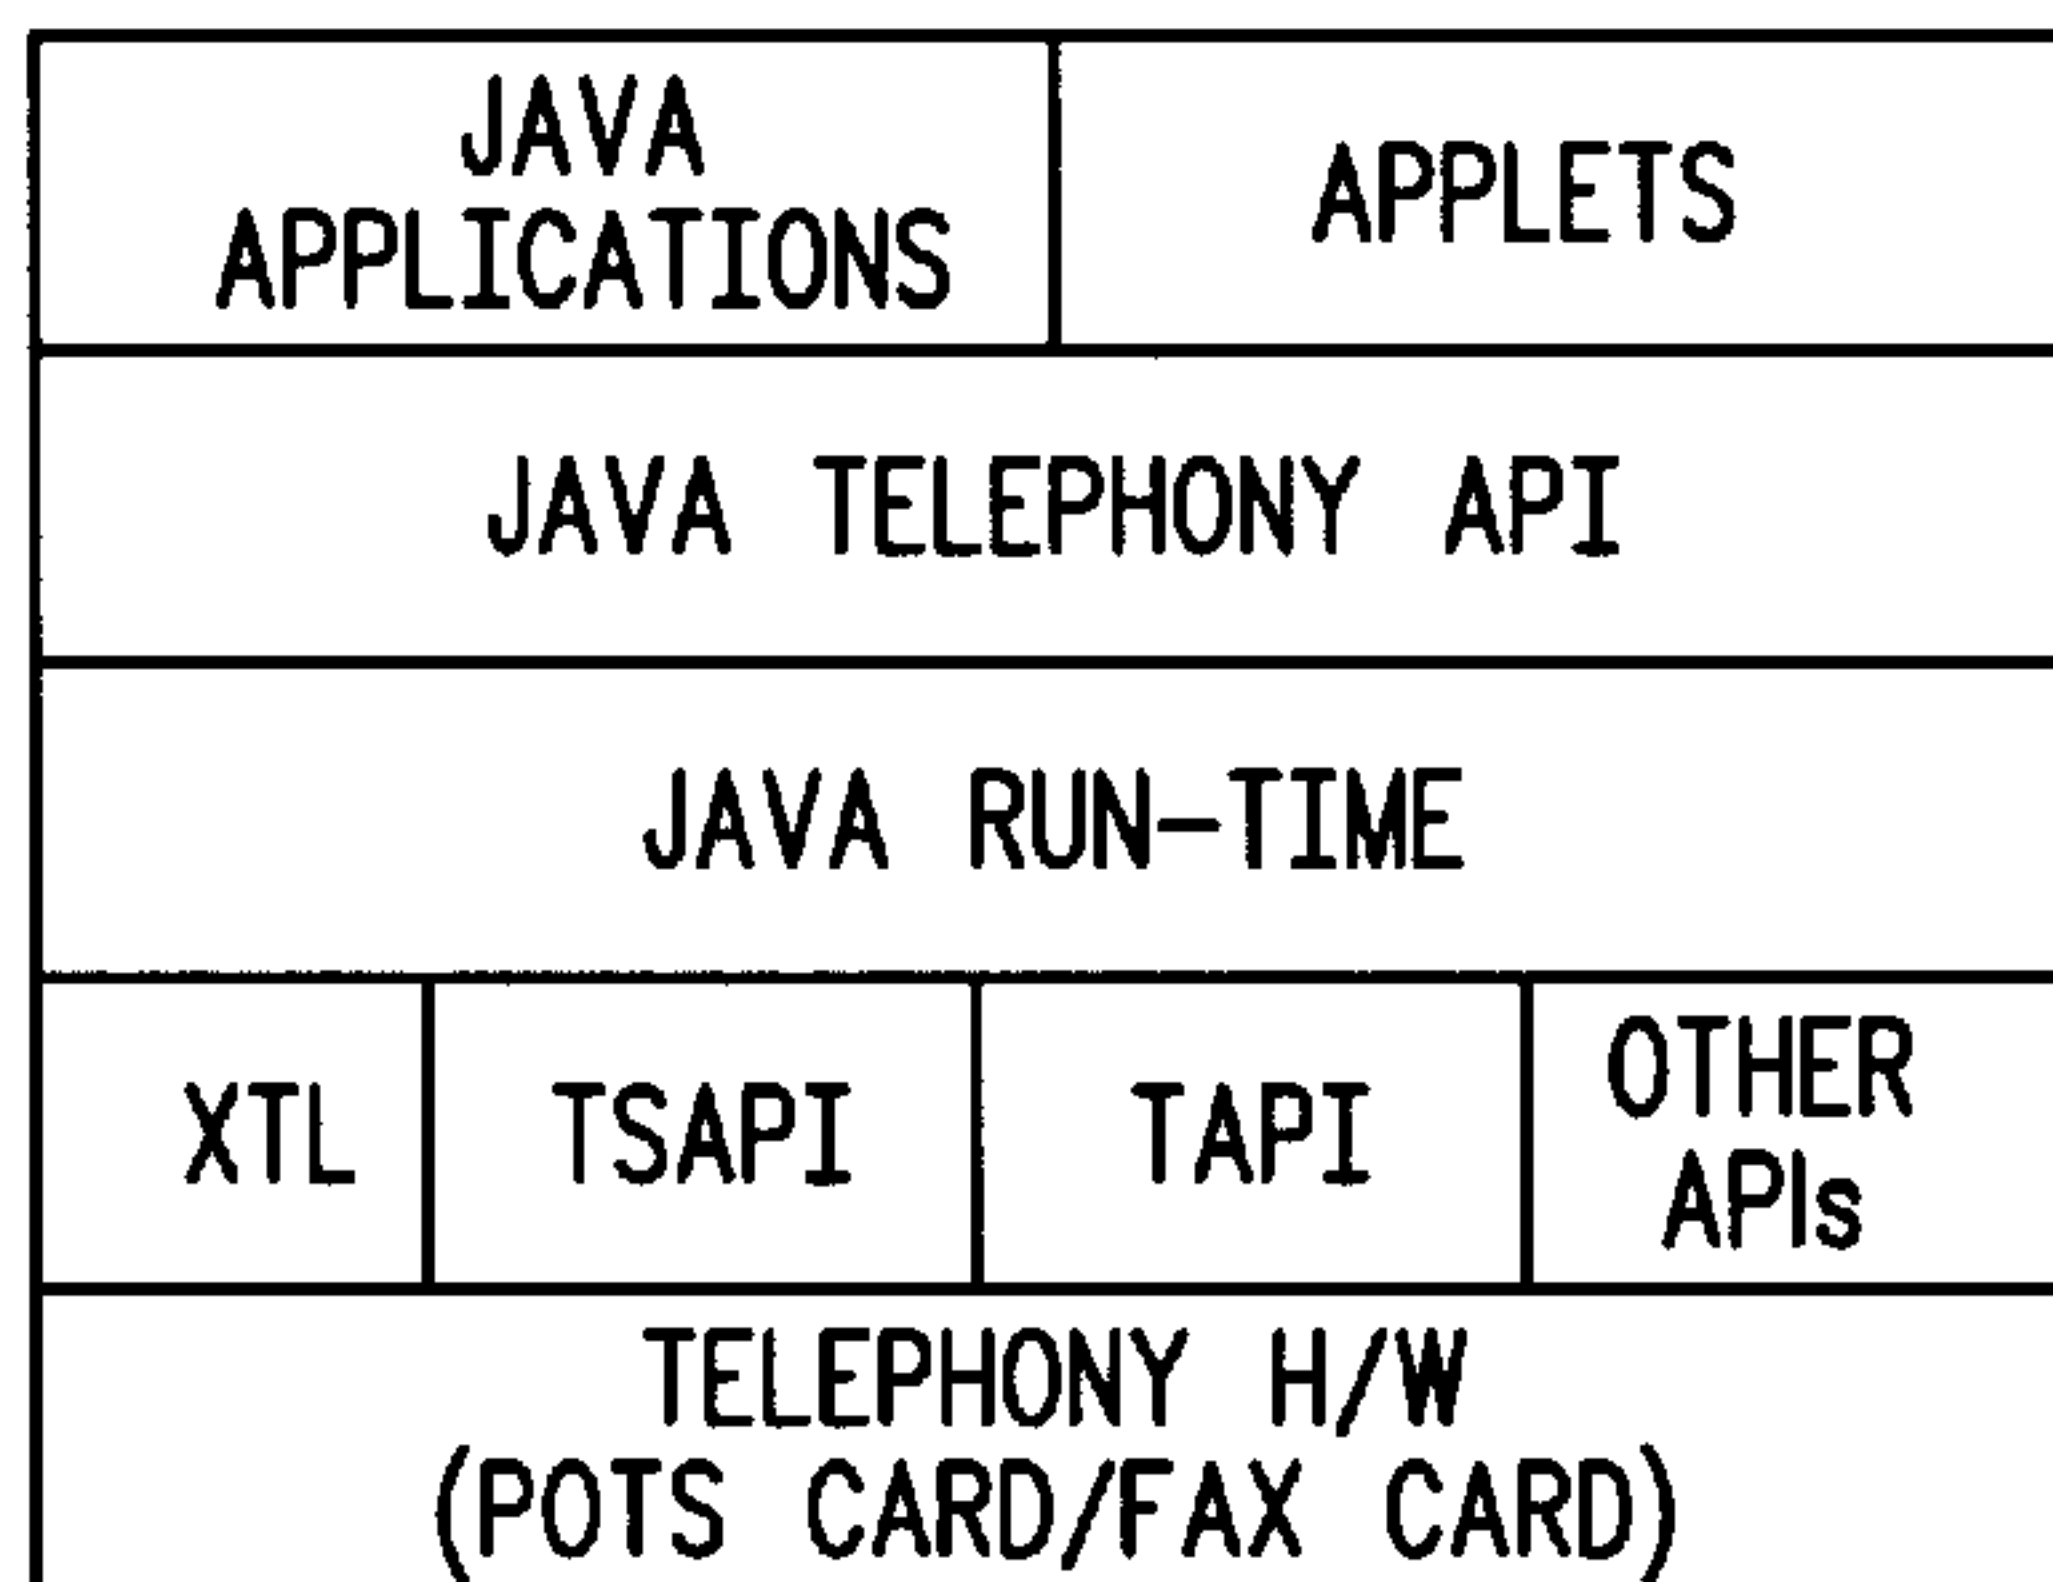 JAVA
APPLICATIONS
APPLETS
JAVA TELEPHONY API
JAVA RUN-TIME
XTL
TSAPI
TAPI
OTHER
APIs
TELEPHONY H/W
(POTS CARD/FAX CARD)